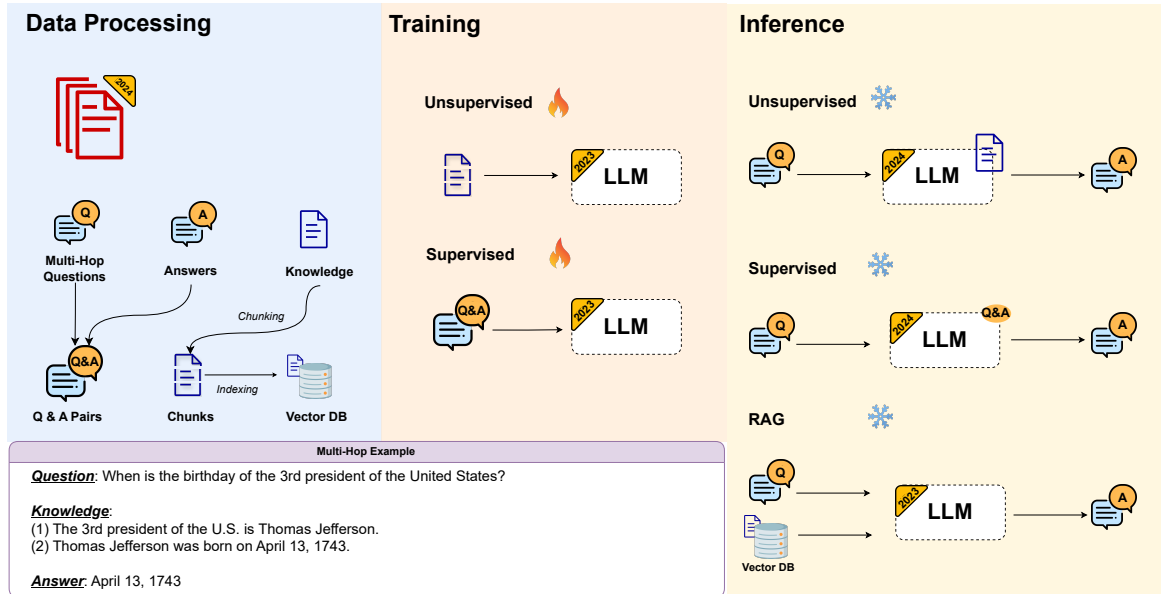 Data Processing
2024
Q
Multi-Hop
Questions
A
Answers
Knowledge
Chunking
Q&A
Q & A Pairs
Chunks
Indexing
Vector DB
Training
Unsupervised
2023
LLM
Supervised
Q&A
2023
LLM
Inference
Unsupervised
Q
2024
LLM
A
Supervised
Q
2024
LLM
Q&A
A
RAG
Q
Vector DB
2023
LLM
A
Multi-Hop Example
Question: When is the birthday of the 3rd president of the United States?
Knowledge:
(1) The 3rd president of the U.S. is Thomas Jefferson.
(2) Thomas Jefferson was born on April 13, 1743.
Answer: April 13, 1743